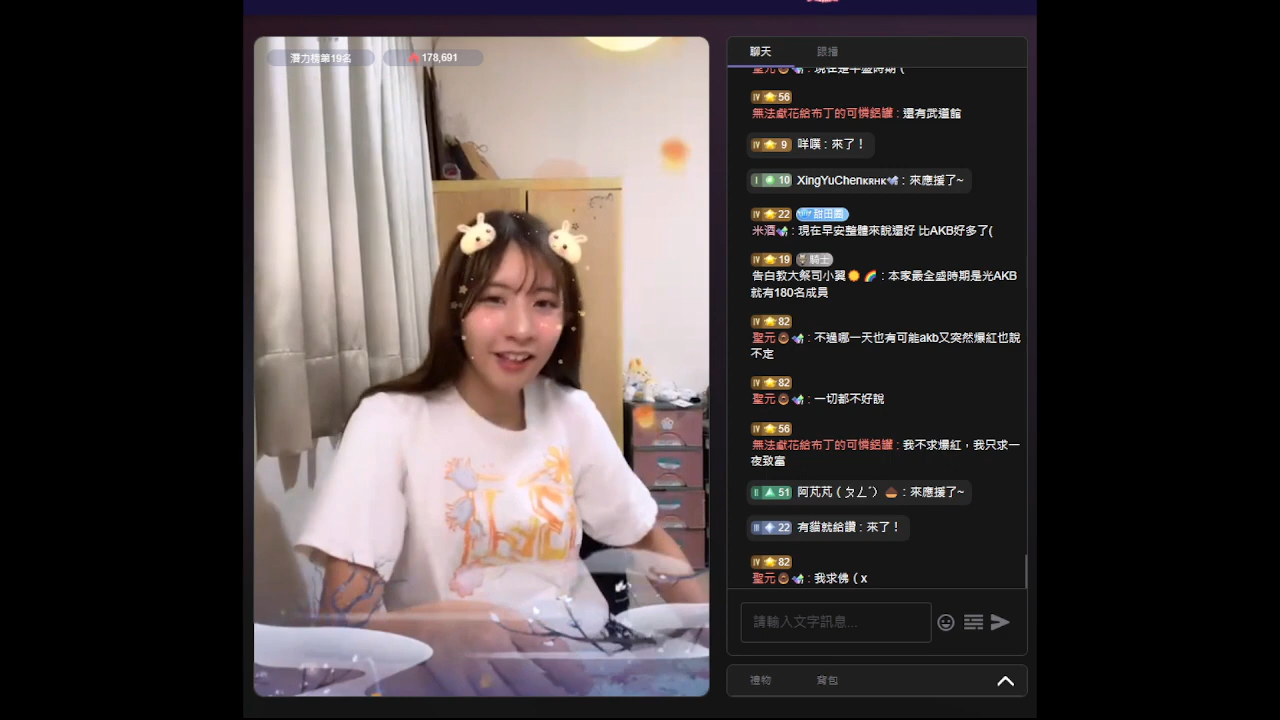 潛力榜第19名
178,691
聊天
跟播
聖元 : 現在是半盛時期 (
IV 56
無法獻花給布丁的可憐鋁罐 : 還有武道館
IV 9 咩噗 : 來了！
I 10 XingYuChenᴋʀʜᴋ : 來應援了~
IV 22 甜田圈
米酒 : 現在早安整體來說還好 比AKB好多了(
IV 19 騎士
告白教大祭司小翼 : 本家最全盛時期是光AKB
就有180名成員
IV 82
聖元 : 不過哪一天也有可能akb又突然爆紅也說
不定
IV 82
聖元 : 一切都不好說
IV 56
無法獻花給布丁的可憐鋁罐 : 我不求爆紅，我只求一
夜致富
II 51 阿芃芃 ( ㄆㄥˊ) : 來應援了~
III 22 有貓就給讚 : 來了！
IV 82
聖元 : 我求佛 ( x
請輸入文字訊息...
禮物
背包